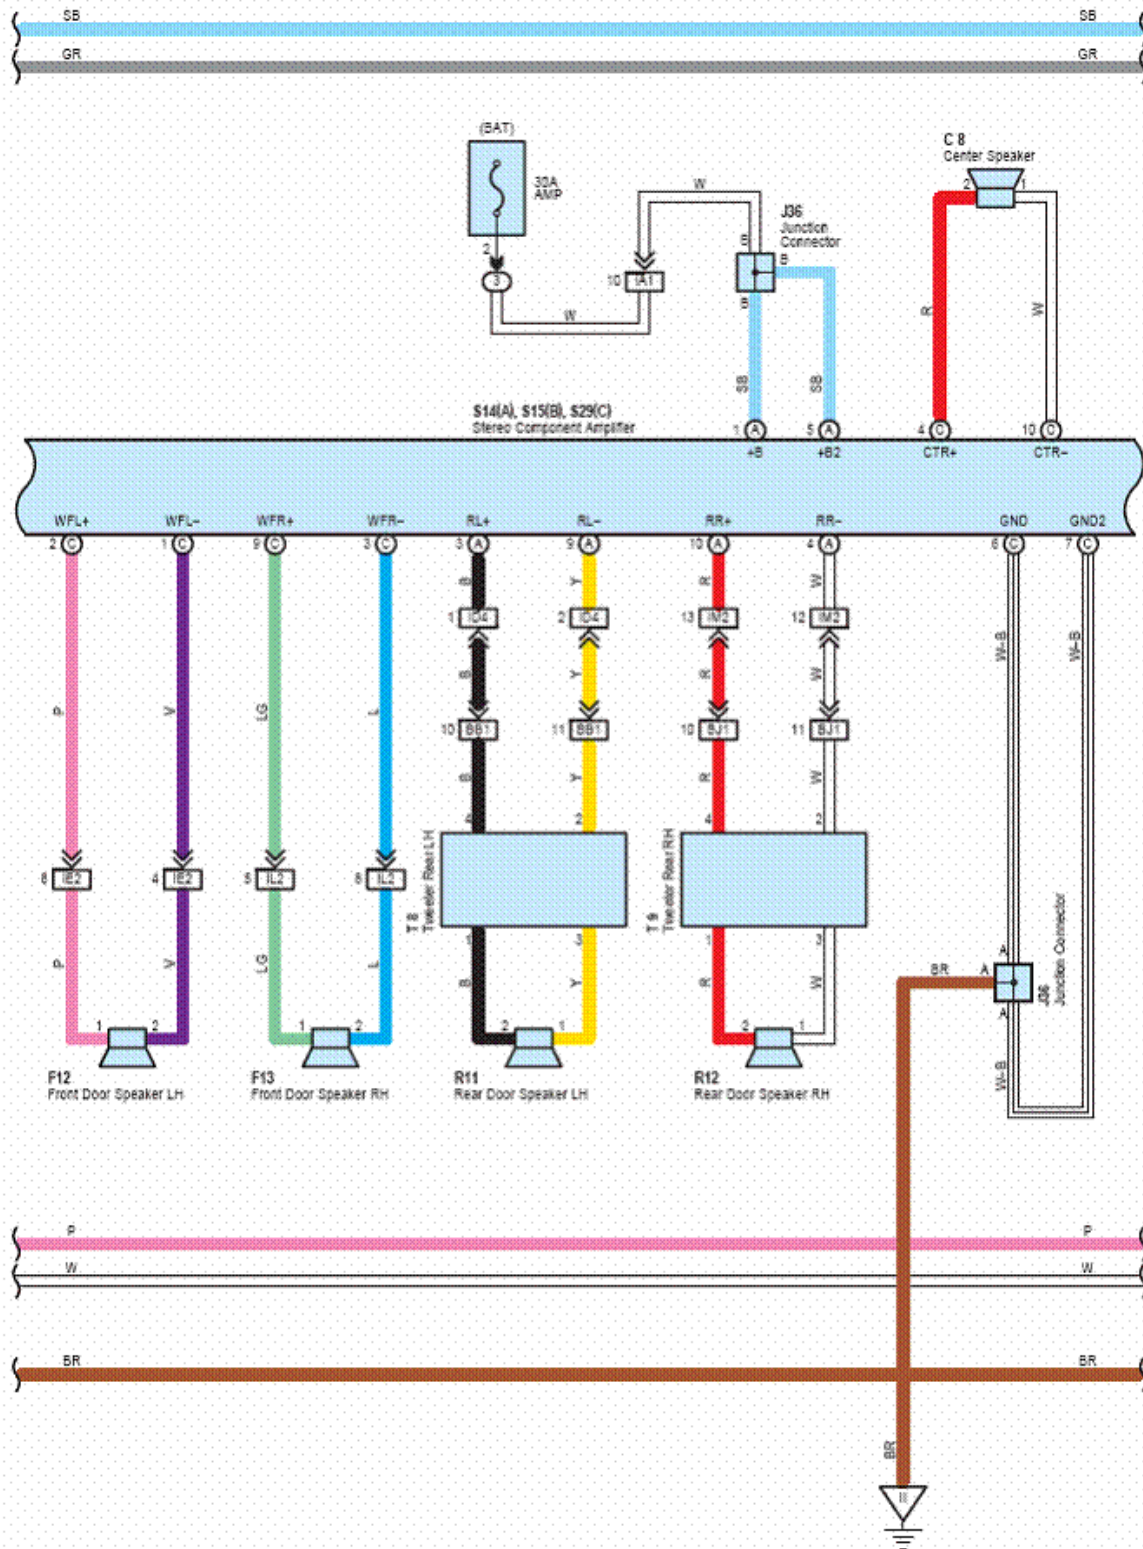 SB SB
GR GR
(BAT)
30A
AMP
2
3
W
10 IA1
W
J36
Junction
Connector
B
B
B
SB
SB
C 8
Center Speaker
2 1
R
W
S14(A), S15(B), S29(C)
Stereo Component Amplifier
1 A 5 A 4 C 10 C
+B +B2 CTR+ CTR-
WFL+ WFL- WFR+ WFR- RL+ RL- RR+ RR- GND GND2
2 C 1 C 9 C 3 C 3 A 9 A 10 A 4 A 6 C 7 C
B Y R W
1 ID4 2 ID4 13 IM2 12 IM2
W-B W-B
P V LG L B Y R W
10 BB1 11 BB1 10 BJ1 11 BJ1
B Y R W
4 2 4 2
8 IE2 4 IE2 5 IL2 6 IL2
T 8
Tweeter Rear LH
T 9
Tweeter Rear RH
1 3 1 3
P V LG L B Y R W
A
BR A
A
J36
Junction Connector
W-B
1 2 1 2 2 1 2 1
F12
Front Door Speaker LH
F13
Front Door Speaker RH
R11
Rear Door Speaker LH
R12
Rear Door Speaker RH
P P
W W
BR BR
BR